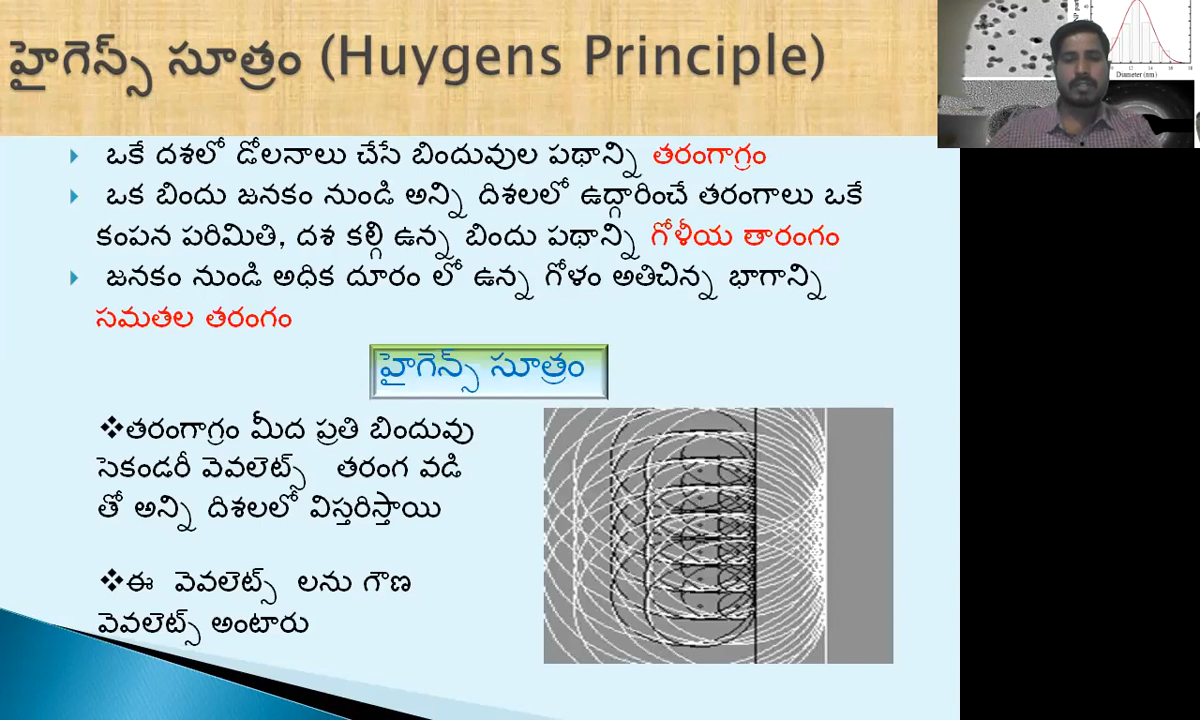 హైగెన్స్ సూత్రం (Huygens Principle)
ఒకే దశలో డోలనాలు చేసే బిందువుల పథాన్ని తరంగాగ్రం
ఒక బిందు జనకం నుండి అన్ని దిశలలో ఉద్గారించే తరంగాలు ఒకే
కంపన పరిమితి, దశ కల్గి ఉన్న బిందు పథాన్ని గోళీయ తారంగం
జనకం నుండి అధిక దూరం లో ఉన్న గోళం అతిచిన్న భాగాన్ని
సమతల తరంగం
హైగెన్స్ సూత్రం
❖తరంగాగ్రం మీద ప్రతి బిందువు
సెకండరీ వెవలెట్స్ తరంగ వడి
తో అన్ని దిశలలో విస్తరిస్తాయి
❖ఈ వెవలెట్స్ లను గౌణ
వెవలెట్స్ అంటారు
Diameter (nm)